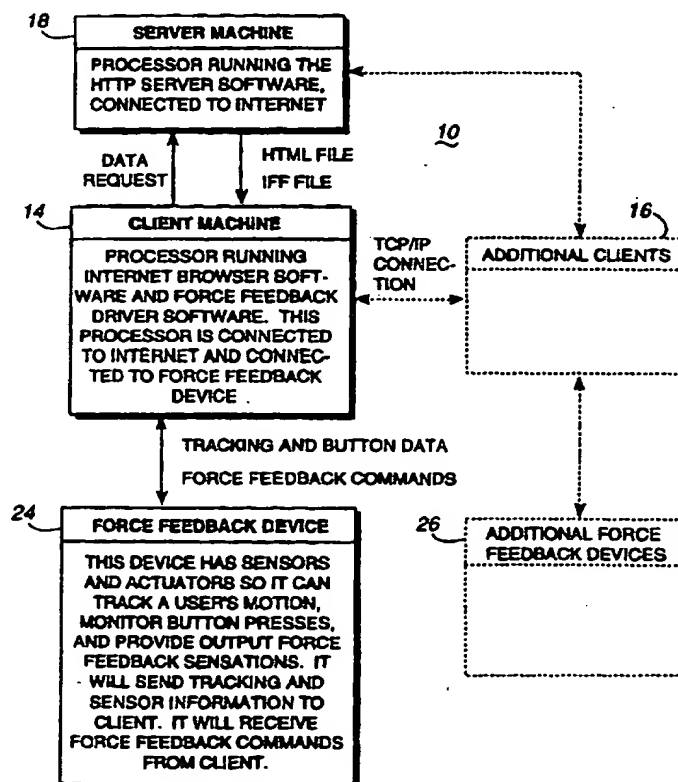 18
SERVER MACHINE
PROCESSOR RUNNING THE
HTTP SERVER SOFTWARE,
CONNECTED TO INTERNET
10
DATA
REQUEST
HTML FILE
IFF FILE
14
CLIENT MACHINE
PROCESSOR RUNNING
INTERNET BROWSER SOFT-
WARE AND FORCE FEEDBACK
DRIVER SOFTWARE. THIS
PROCESSOR IS CONNECTED
TO INTERNET AND CONNEC-
TED TO FORCE FEEDBACK
DEVICE.
TCP/IP
CONNEC-
TION
16
ADDITIONAL CLIENTS
TRACKING AND BUTTON DATA
FORCE FEEDBACK COMMANDS
24
FORCE FEEDBACK DEVICE
THIS DEVICE HAS SENSORS
AND ACTUATORS SO IT CAN
TRACK A USER'S MOTION,
MONITOR BUTTON PRESSES,
AND PROVIDE OUTPUT FORCE
FEEDBACK SENSATIONS. IT
WILL SEND TRACKING AND
SENSOR INFORMATION TO
CLIENT. IT WILL RECEIVE
FORCE FEEDBACK COMMANDS
FROM CLIENT.
26
ADDITIONAL FORCE
FEEDBACK DEVICES